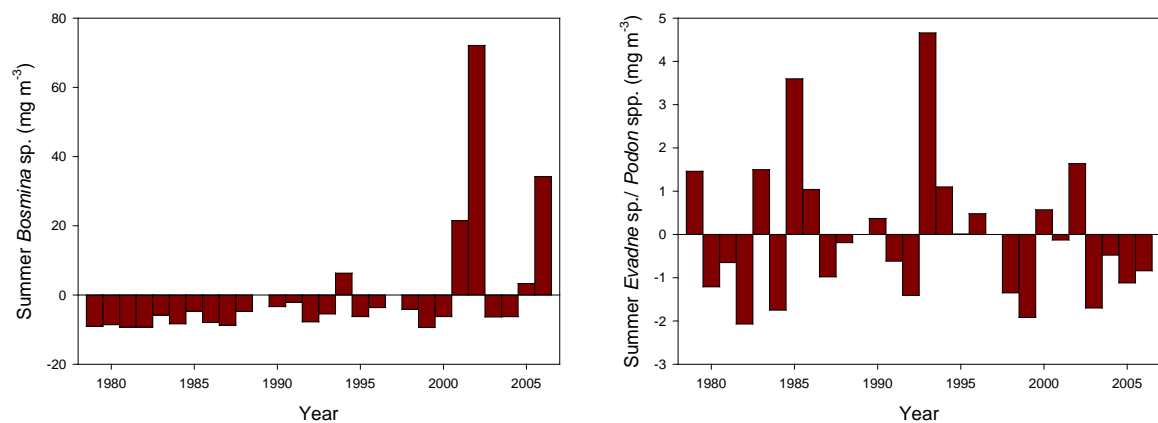 Summer Bosmina sp. (mg m-3)
80
60
40
20
0
-20
1980 1985 1990 1995 2000 2005
Year
Summer Evadne sp./ Podon spp. (mg m-3)
5
4
3
2
1
0
-1
-2
-3
1980 1985 1990 1995 2000 2005
Year